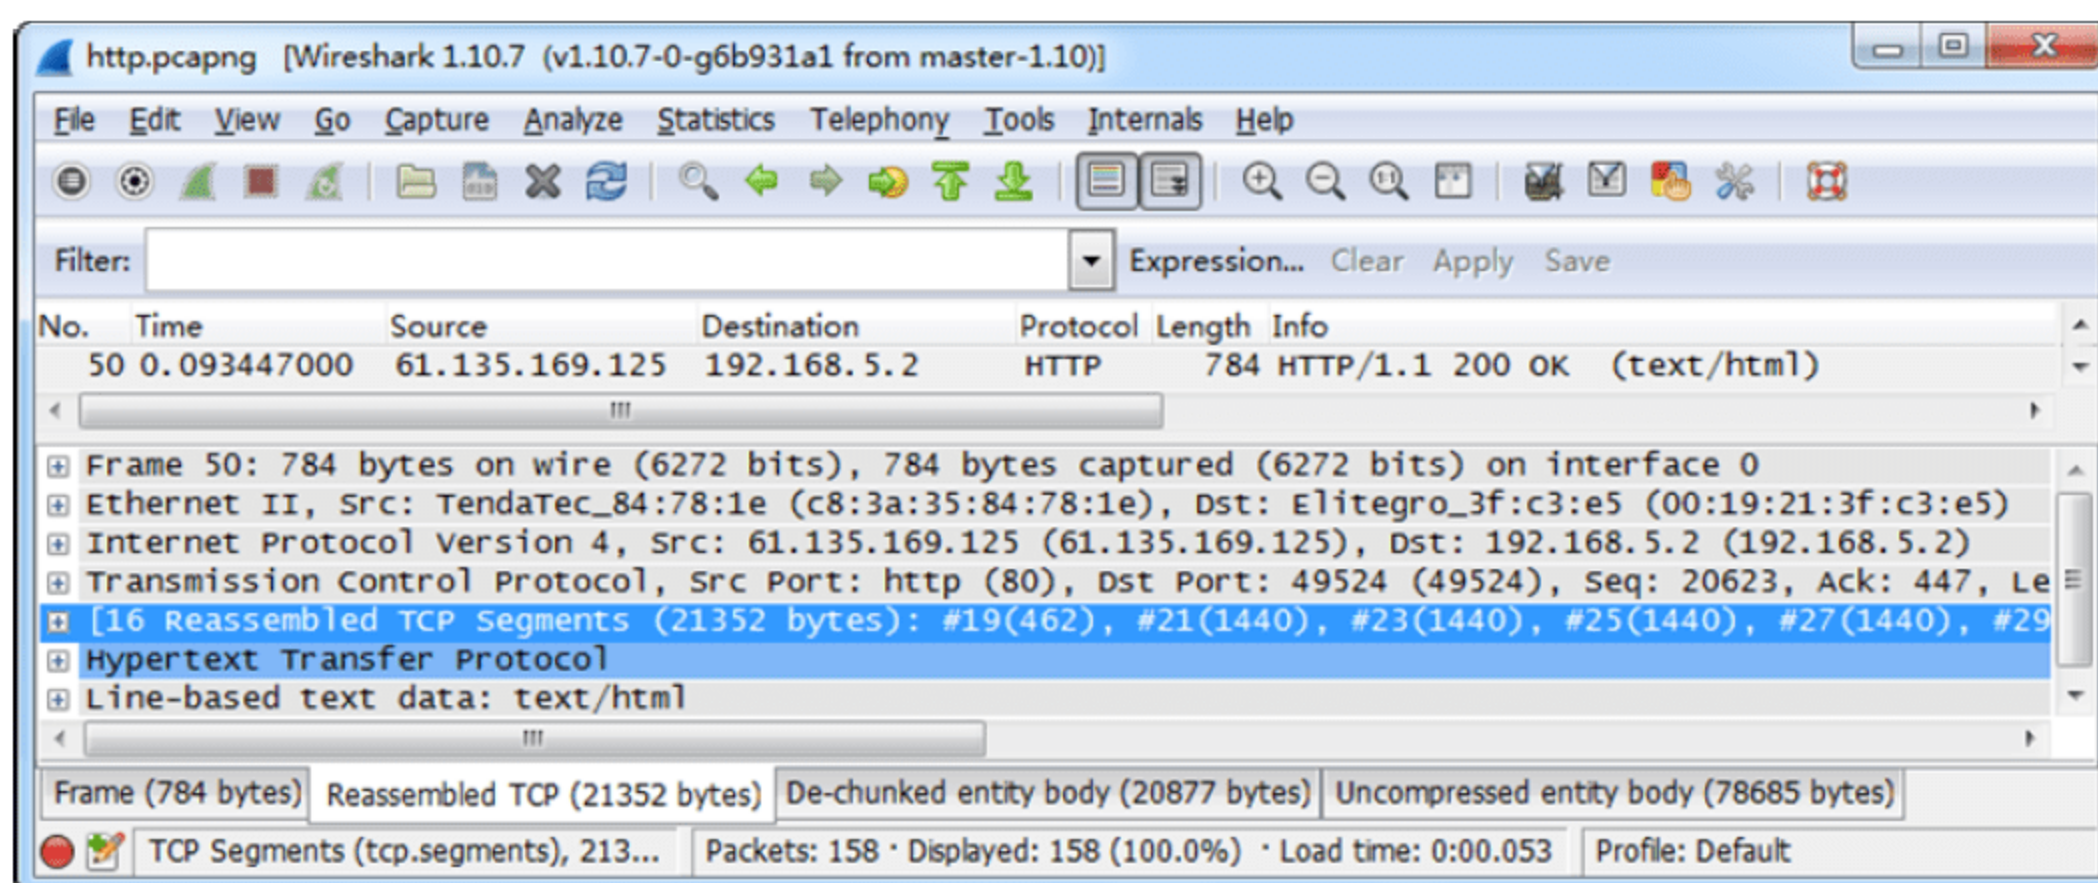 http.pcapng [Wireshark 1.10.7 (v1.10.7-0-g6b931a1 from master-1.10)]
File Edit View Go Capture Analyze Statistics Telephony Tools Internals Help
Filter: Expression... Clear Apply Save
No. Time Source Destination Protocol Length Info
50 0.093447000 61.135.169.125 192.168.5.2 HTTP 784 HTTP/1.1 200 OK (text/html)
Frame 50: 784 bytes on wire (6272 bits), 784 bytes captured (6272 bits) on interface 0
Ethernet II, Src: TendaTec_84:78:1e (c8:3a:35:84:78:1e), Dst: Elitegro_3f:c3:e5 (00:19:21:3f:c3:e5)
Internet Protocol Version 4, Src: 61.135.169.125 (61.135.169.125), Dst: 192.168.5.2 (192.168.5.2)
Transmission Control Protocol, Src Port: http (80), Dst Port: 49524 (49524), Seq: 20623, Ack: 447, Le
[16 Reassembled TCP Segments (21352 bytes): #19(462), #21(1440), #23(1440), #25(1440), #27(1440), #29
Hypertext Transfer Protocol
Line-based text data: text/html
Frame (784 bytes) Reassembled TCP (21352 bytes) De-chunked entity body (20877 bytes) Uncompressed entity body (78685 bytes)
TCP Segments (tcp.segments), 213... Packets: 158 · Displayed: 158 (100.0%) · Load time: 0:00.053 Profile: Default